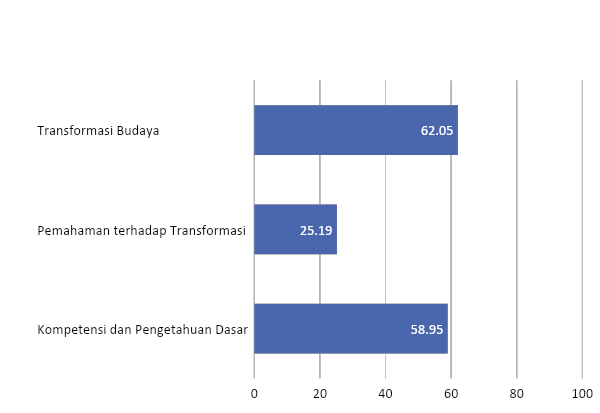 Transformasi Budaya 62.05
Pemahaman terhadap Transformasi 25.19
Kompetensi dan Pengetahuan Dasar 58.95
0 20 40 60 80 100